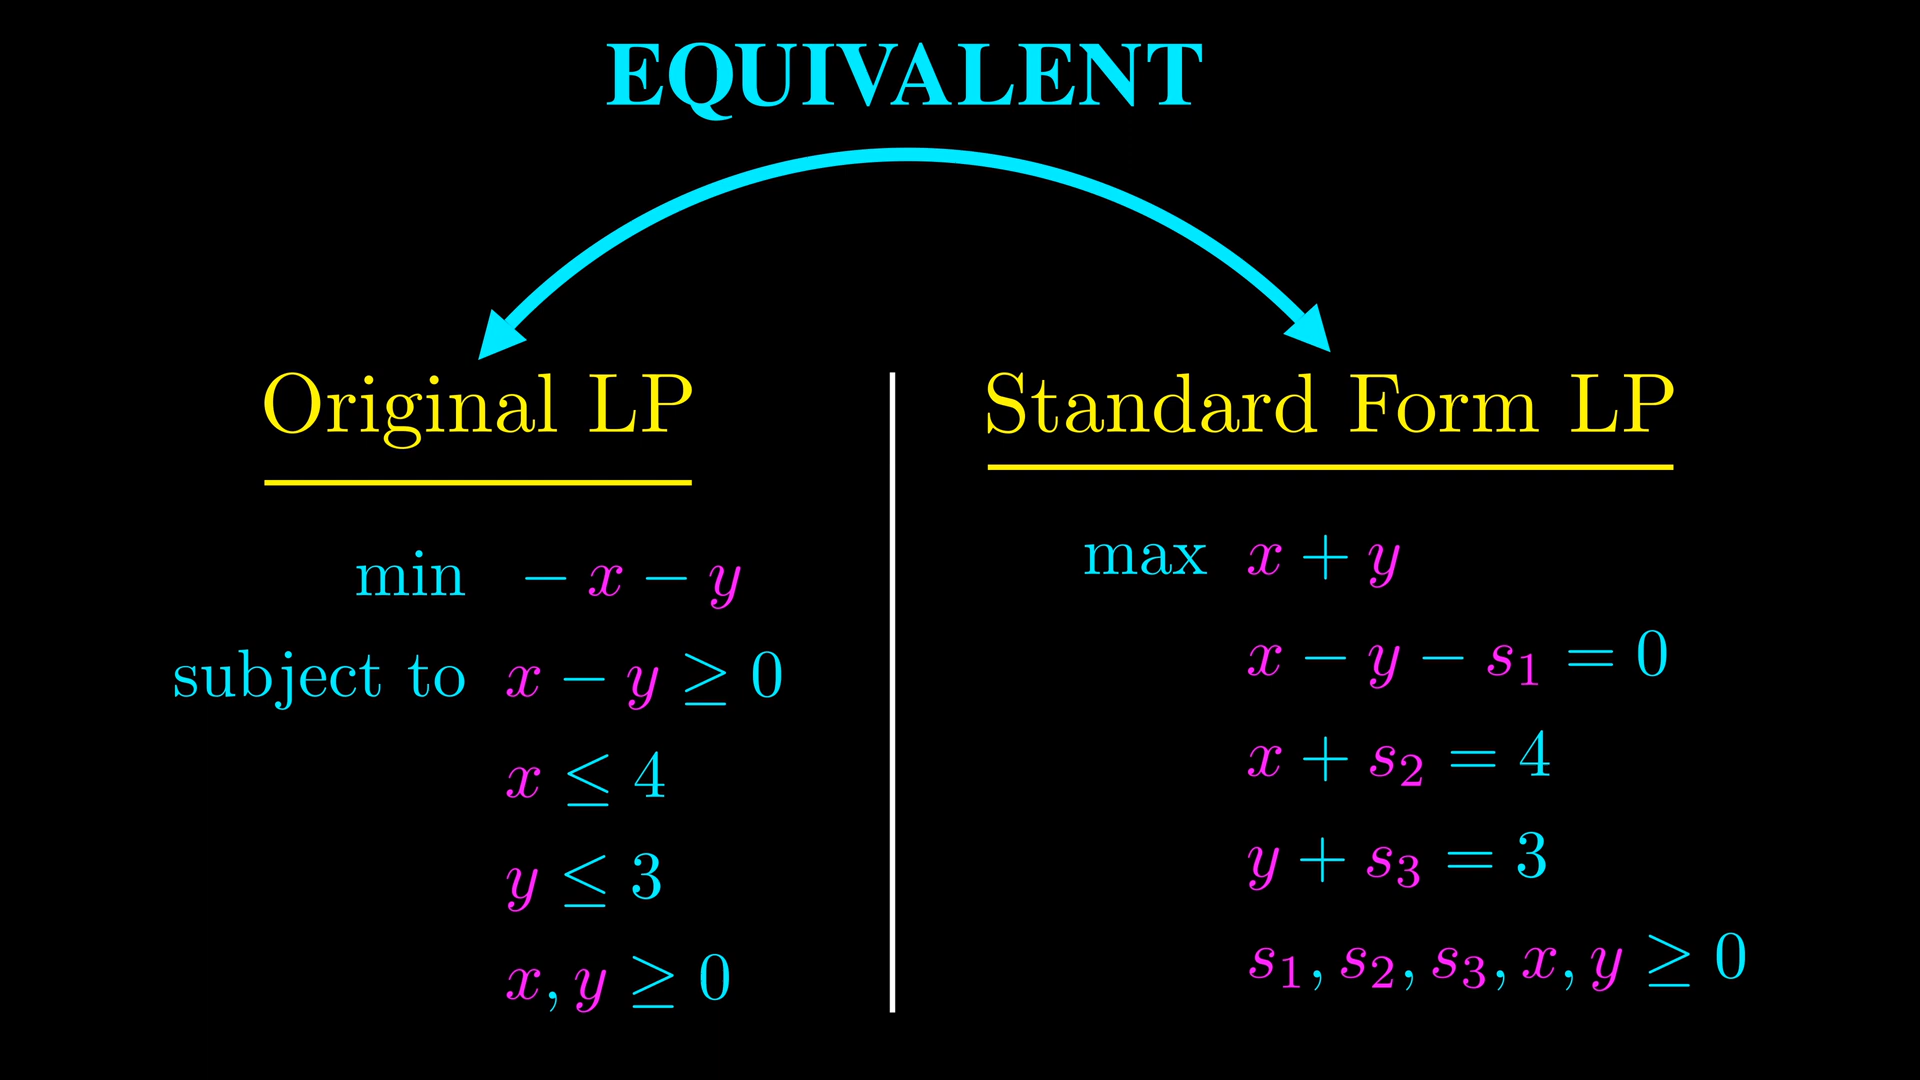 EQUIVALENT
Original LP
min −x − y
subject to x − y ≥ 0
x ≤ 4
y ≤ 3
x, y ≥ 0
Standard Form LP
max x + y
x − y − s₁ = 0
x + s₂ = 4
y + s₃ = 3
s₁, s₂, s₃, x, y ≥ 0